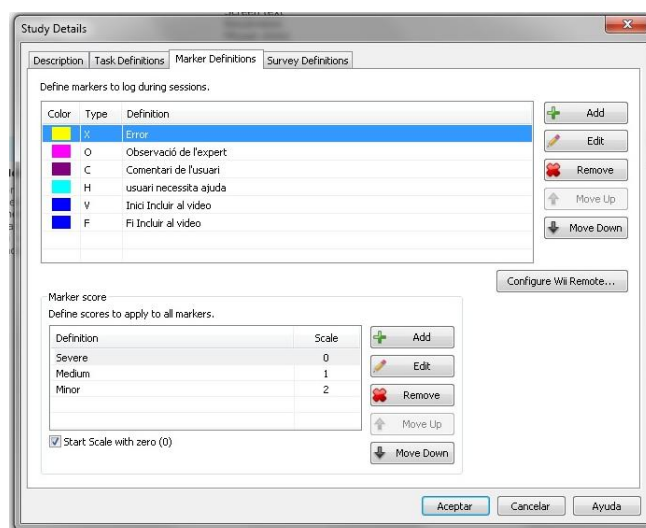 Study Details
Description Task Definitions Marker Definitions Survey Definitions
Define markers to log during sessions.
Color Type Definition
X Error
O Observació de l'expert
C Comentari de l'usuari
H usuari necessita ajuda
V Inici Incluir al video
F Fi Incluir al video
Add
Edit
Remove
Move Up
Move Down
Configure Wii Remote...
Marker score
Define scores to apply to all markers.
Definition Scale
Severe 0
Medium 1
Minor 2
Start Scale with zero (0)
Add
Edit
Remove
Move Up
Move Down
Aceptar Cancelar Ayuda